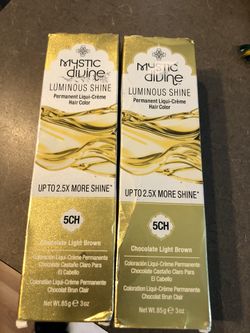 mystic
divine
LUMINOUS SHINE
Permanent Liqui-Crème
Hair Color
UP TO 2.5X MORE SHINE*
5CH
Chocolate Light Brown
Coloración Liqui-Crème Permanente
Chocolate Castaño Claro Para
El Cabello
Coloration Liqui-Crème Permanente
Chocolat Brun Clair
Net Wt. 85g ℮ 3oz
mystic
divine
LUMINOUS SHINE
Permanent Liqui-Crème
Hair Color
UP TO 2.5X MORE SHINE*
5CH
Chocolate Light Brown
Coloración Liqui-Crème Permanente
Chocolate Castaño Claro Para
El Cabello
Coloration Liqui-Crème Permanente
Chocolat Brun Clair
Net Wt. 85g ℮ 3oz